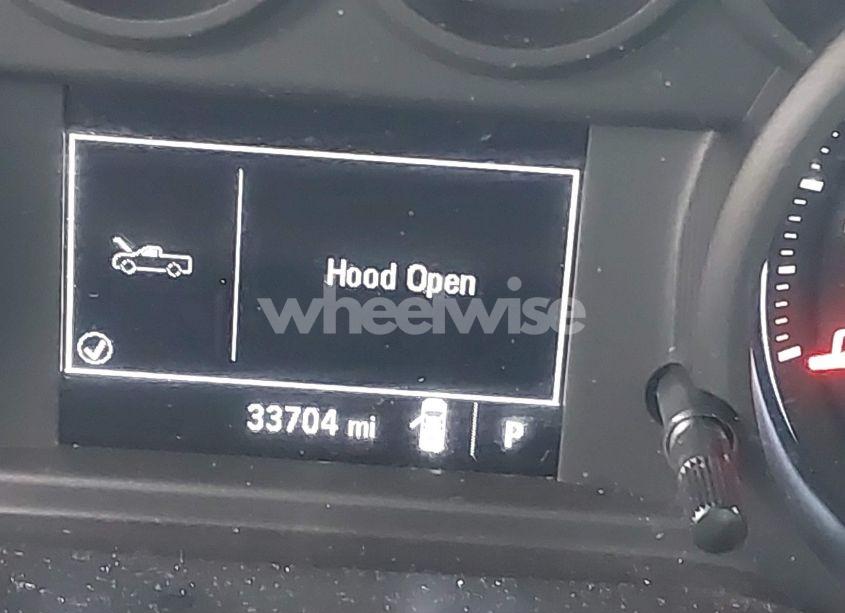 Hood Open
wheelwise
33704 mi
P